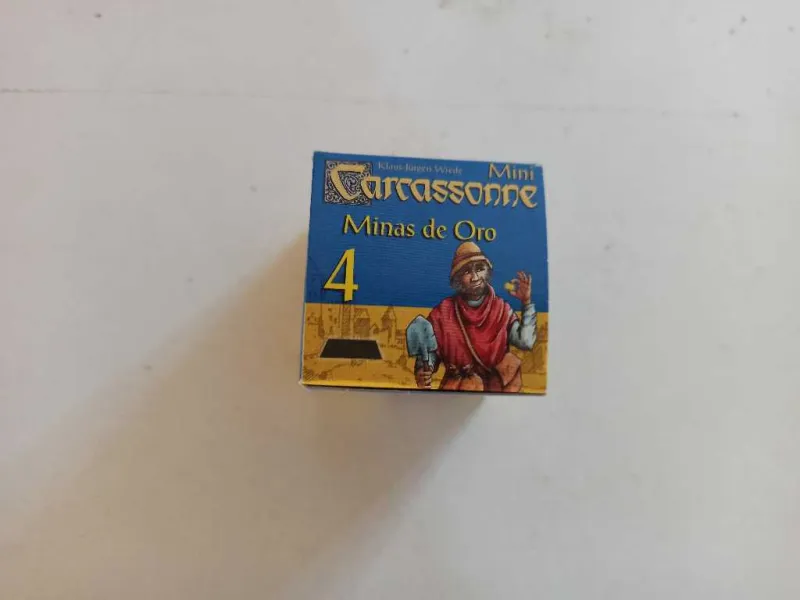 Klaus-Jürgen Wrede
Mini
Carcassonne
Minas de Oro
4